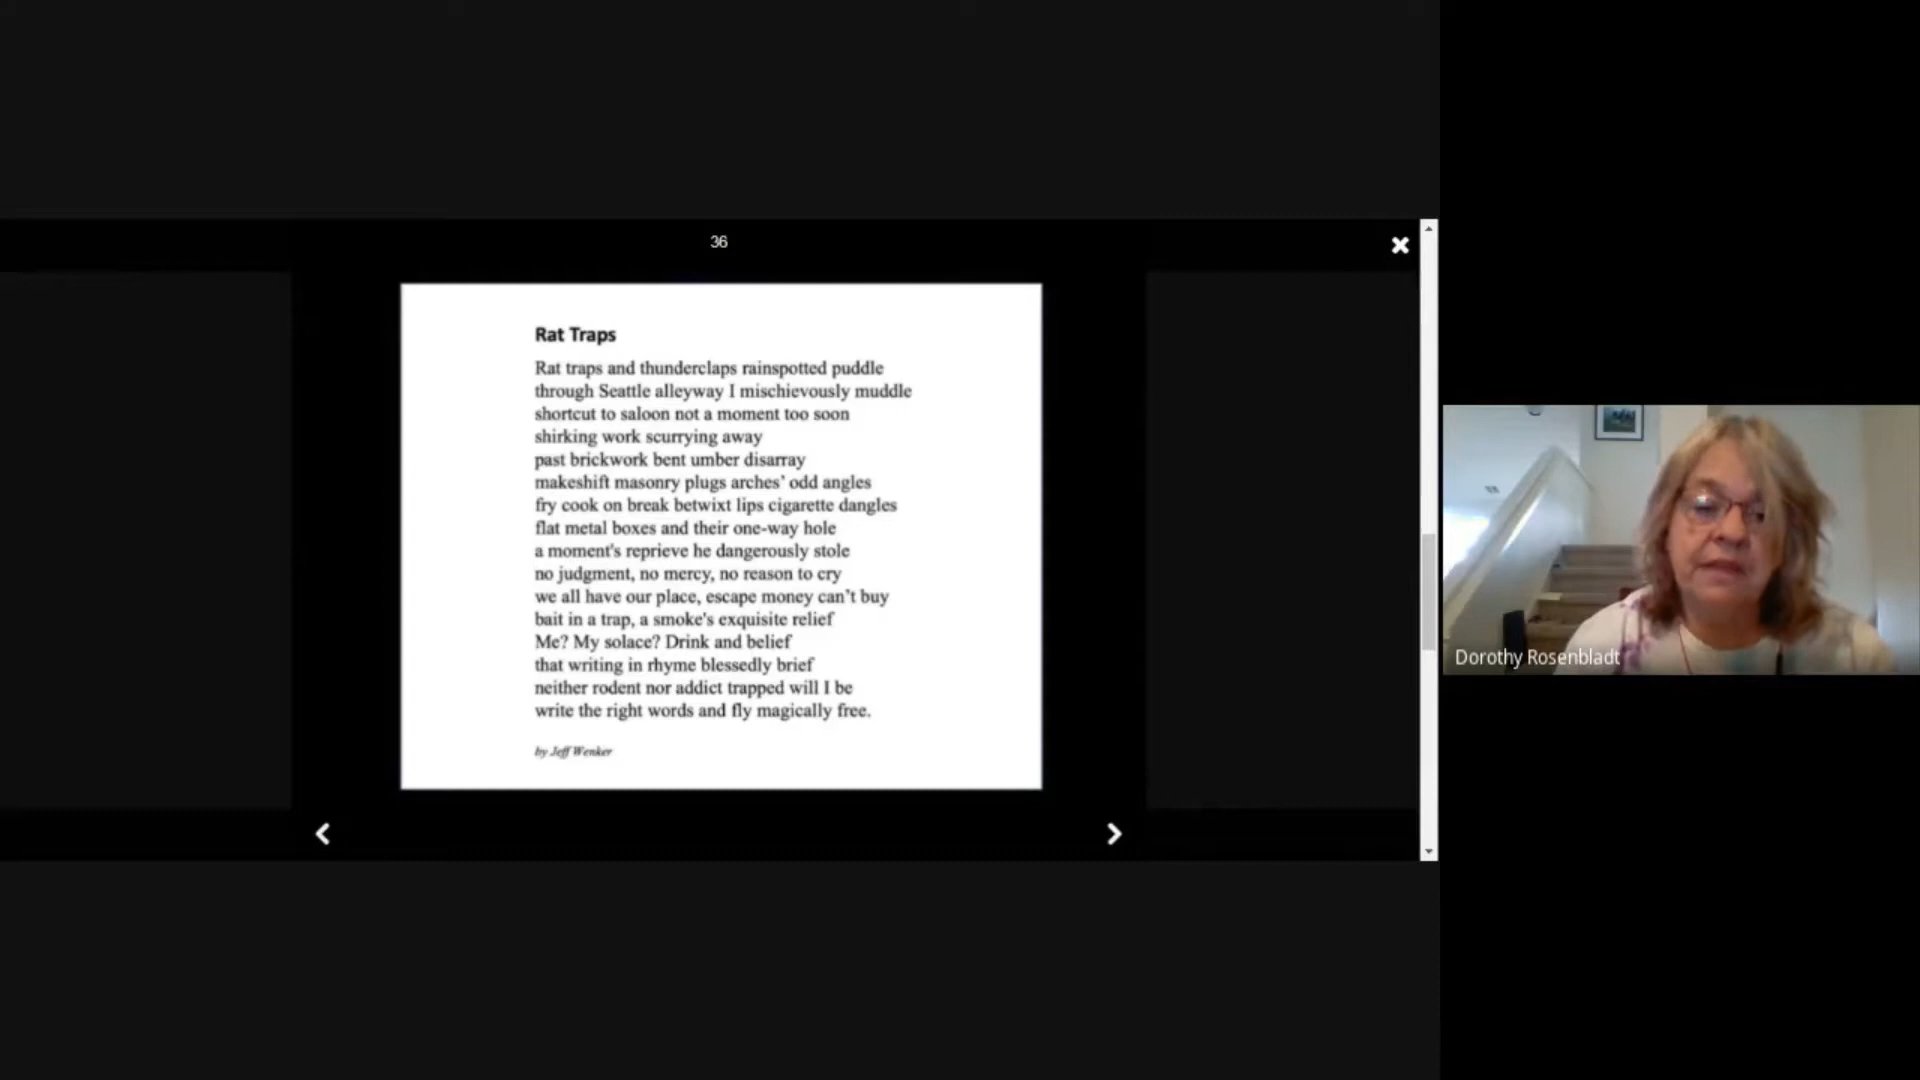 36
Rat Traps
Rat traps and thunderclaps rainspotted puddle
through Seattle alleyway I mischievously muddle
shortcut to saloon not a moment too soon
shirking work scurrying away
past brickwork bent umber disarray
makeshift masonry plugs arches’ odd angles
fry cook on break betwixt lips cigarette dangles
flat metal boxes and their one-way hole
a moment's reprieve he dangerously stole
no judgment, no mercy, no reason to cry
we all have our place, escape money can’t buy
bait in a trap, a smoke's exquisite relief
Me? My solace? Drink and belief
that writing in rhyme blessedly brief
neither rodent nor addict trapped will I be
write the right words and fly magically free.
by Jeff Wenker
Dorothy Rosenbladt